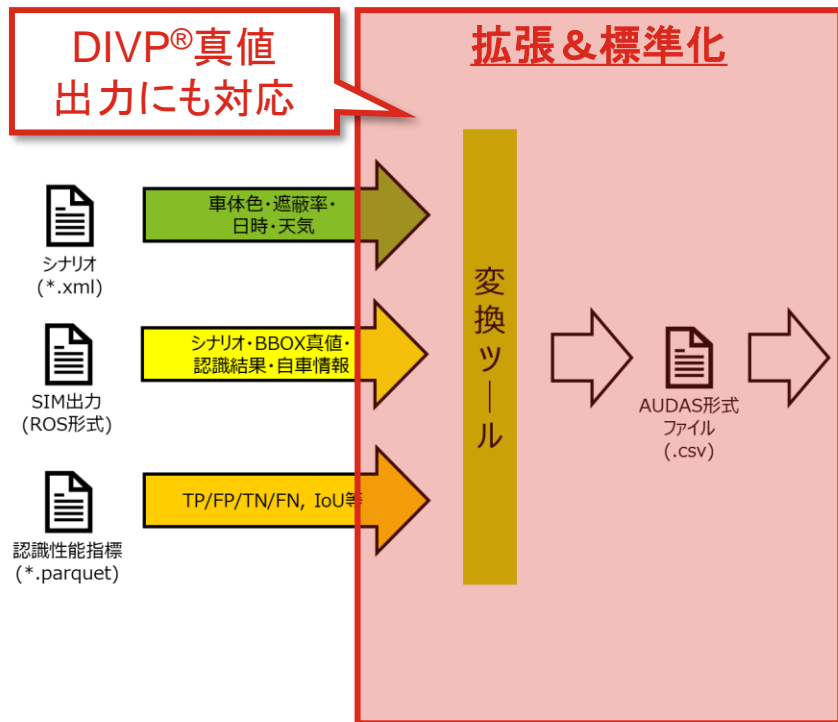 DIVP®真値
出力にも対応
拡張＆標準化
シナリオ
(*.xml)
車体色・遮蔽率・
日時・天気
SIM出力
(ROS形式)
シナリオ・BBOX真値・
認識結果・自車情報
認識性能指標
(*.parquet)
TP/FP/TN/FN, IoU等
変換ツール
AUDAS形式
ファイル
(.csv)